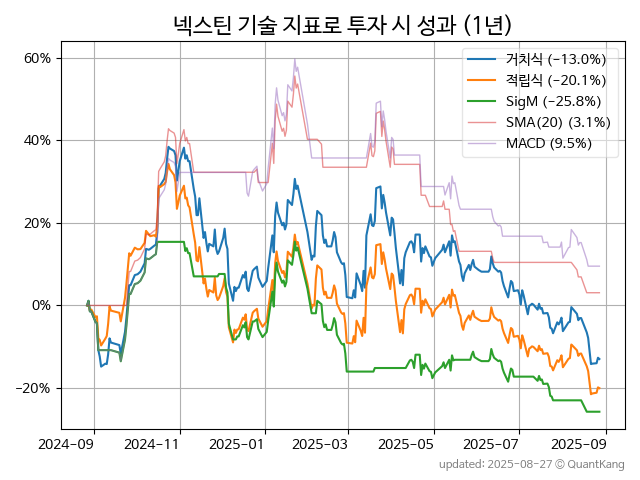 넥스틴 기술 지표로 투자 시 성과 (1년)
거치식 (−13.0%)
적립식 (−20.1%)
SigM (−25.8%)
SMA(20) (3.1%)
MACD (9.5%)
60%
40%
20%
0%
−20%
2024-09 2024-11 2025-01 2025-03 2025-05 2025-07 2025-09
updated: 2025-08-27 © QuantKang